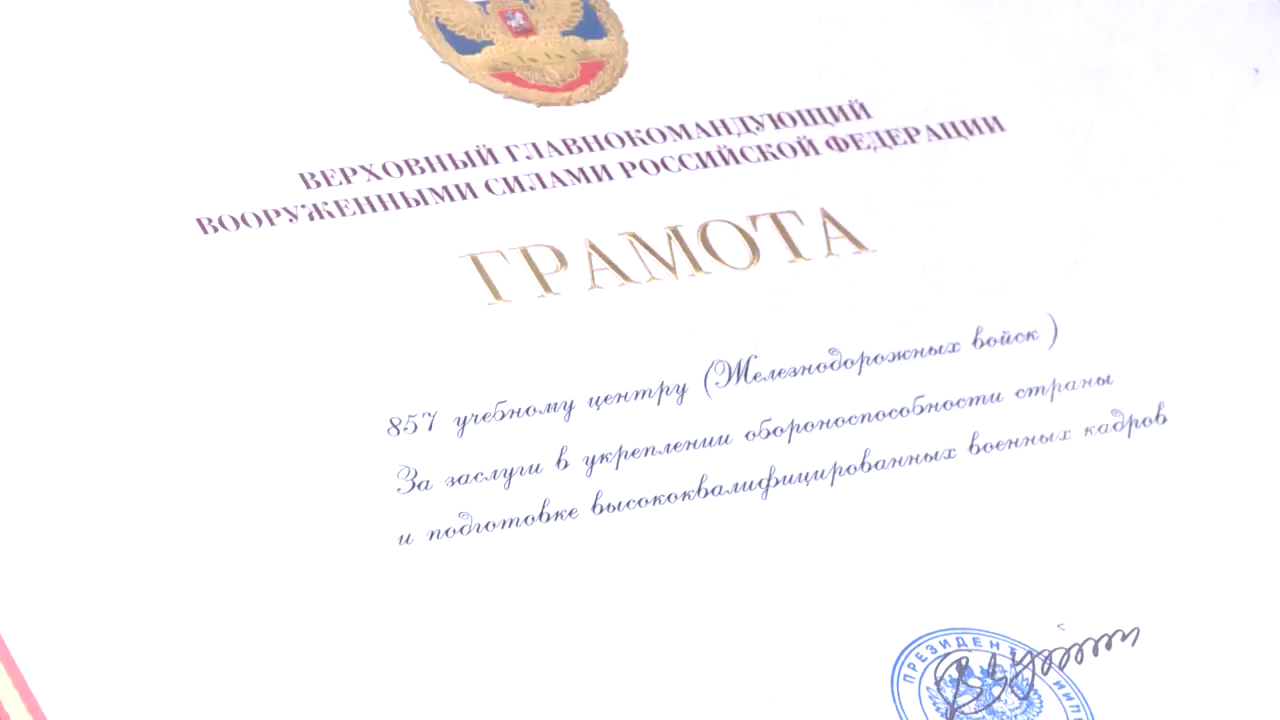 ВЕРХОВНЫЙ ГЛАВНОКОМАНДУЮЩИЙ
ВООРУЖЕННЫМИ СИЛАМИ РОССИЙСКОЙ ФЕДЕРАЦИИ
ГРАМОТА
857 учебному центру (Железнодорожных войск )
За заслуги в укреплении обороноспособности страны
и подготовке высококвалифицированных военных кадров
ПРЕЗИДЕНТ